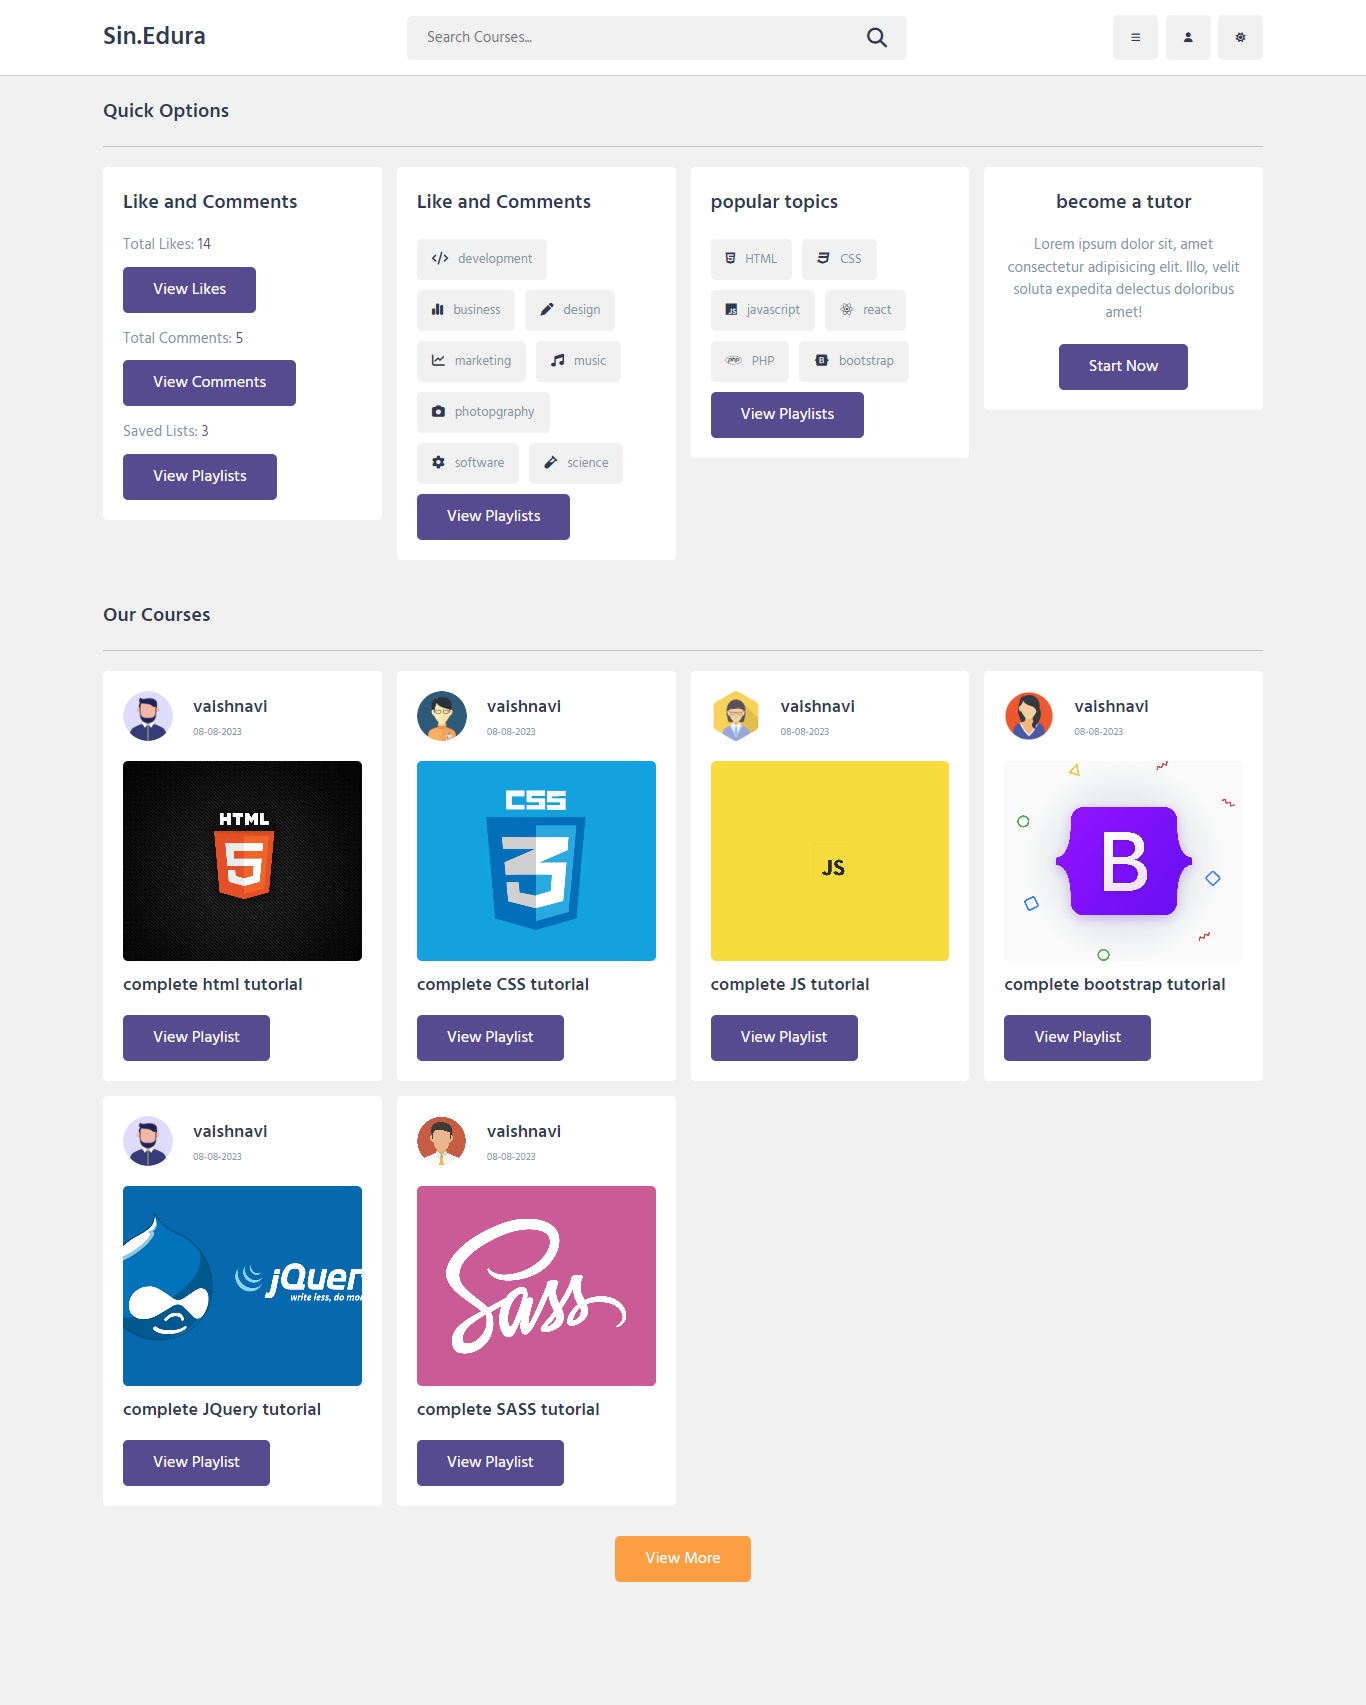 Sin.Edura
Search Courses...
Quick Options
Like and Comments
Total Likes: 14
View Likes
Total Comments: 5
View Comments
Saved Lists: 3
View Playlists
Like and Comments
development
business
design
marketing
music
photopgraphy
software
science
View Playlists
popular topics
HTML
CSS
javascript
react
PHP
bootstrap
View Playlists
become a tutor
Lorem ipsum dolor sit, amet
consectetur adipisicing elit. Illo, velit
soluta expedita delectus doloribus
amet!
Start Now
Our Courses
vaishnavi
08-08-2023
HTML
5
complete html tutorial
View Playlist
vaishnavi
08-08-2023
CSS
3
complete CSS tutorial
View Playlist
vaishnavi
08-08-2023
JS
complete JS tutorial
View Playlist
vaishnavi
08-08-2023
B
complete bootstrap tutorial
View Playlist
vaishnavi
08-08-2023
jQuer
write less, do mor
complete JQuery tutorial
View Playlist
vaishnavi
08-08-2023
Sass
complete SASS tutorial
View Playlist
View More